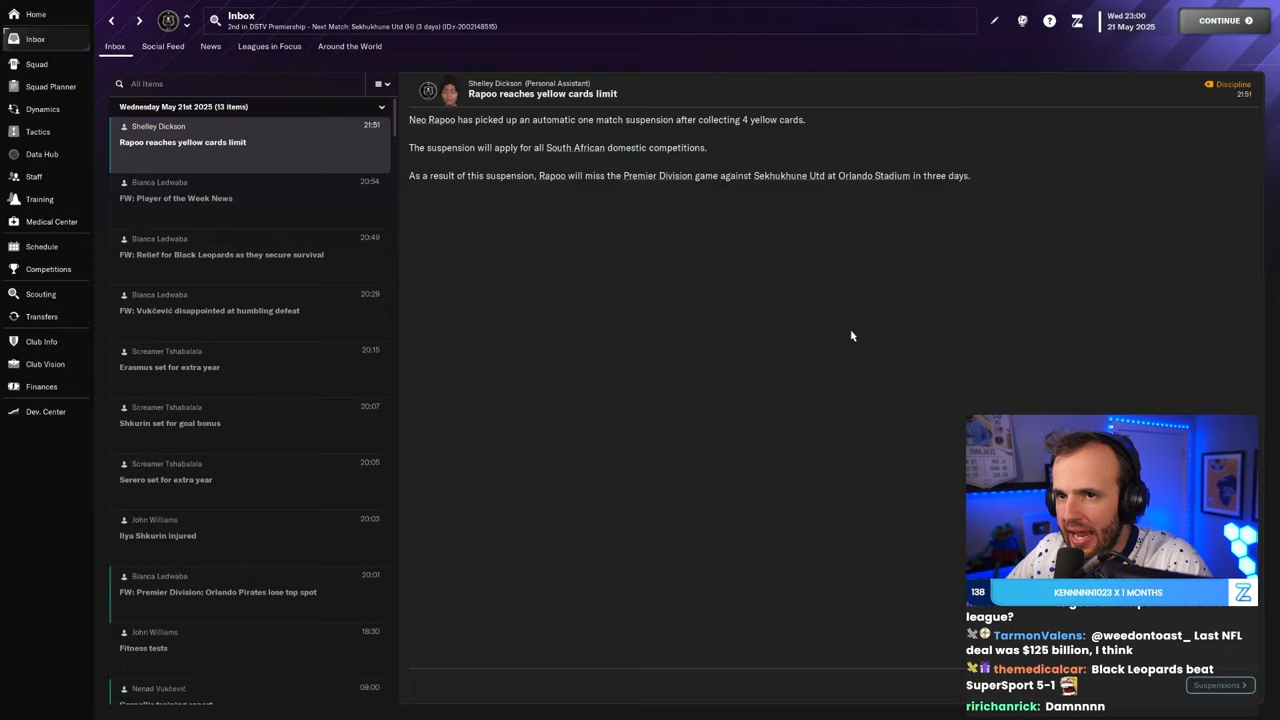 Home
Inbox
Squad
Squad Planner
Dynamics
Tactics
Data Hub
Staff
Training
Medical Center
Schedule
Competitions
Scouting
Transfers
Club Info
Club Vision
Finances
Dev. Center
Inbox
2nd in DSTV Premiership - Next Match: Sekhukhune Utd (H) (3 days) (ID:r-2002148515)
Wed 23:00
21 May 2025
CONTINUE
Inbox
Social Feed
News
Leagues in Focus
Around the World
All Items
Wednesday May 21st 2025 (13 items)
Shelley Dickson 21:51
Rapoo reaches yellow cards limit
Bianca Ledwaba 20:54
FW: Player of the Week News
Bianca Ledwaba 20:49
FW: Relief for Black Leopards as they secure survival
Bianca Ledwaba 20:29
FW: Vukčević disappointed at humbling defeat
Screamer Tshabalala 20:15
Erasmus set for extra year
Screamer Tshabalala 20:07
Shkurin set for goal bonus
Screamer Tshabalala 20:05
Serero set for extra year
John Williams 20:03
Ilya Shkurin injured
Bianca Ledwaba 20:01
FW: Premier Division: Orlando Pirates lose top spot
John Williams 18:30
Fitness tests
Nenad Vukčević 09:00
Shelley Dickson (Personal Assistant)
Rapoo reaches yellow cards limit
Discipline
21:51
Neo Rapoo has picked up an automatic one match suspension after collecting 4 yellow cards.
The suspension will apply for all South African domestic competitions.
As a result of this suspension, Rapoo will miss the Premier Division game against Sekhukhune Utd at Orlando Stadium in three days.
138 KENNNNN1023 X 1 MONTHS
league?
TarmonValens: @weedontoast_ Last NFL
deal was $125 billion, I think
themedicalcar: Black Leopards beat
SuperSport 5-1
Suspensions >
ririchanrick: Damnnnn